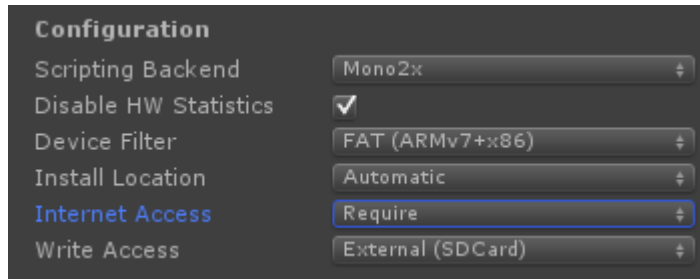 Configuration
Scripting Backend Mono2x
Disable HW Statistics
Device Filter FAT (ARMv7+x86)
Install Location Automatic
Internet Access Require
Write Access External (SDCard)